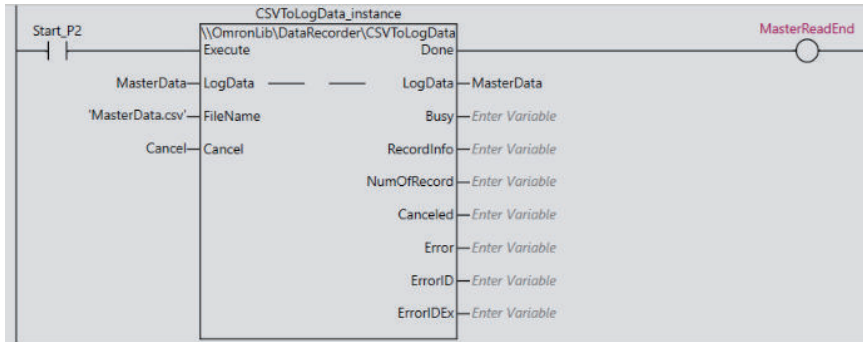 CSVToLogData_instance
Start_P2
\\OmronLib\DataRecorder\CSVToLogData
MasterReadEnd
Execute Done
MasterData LogData LogData MasterData
'MasterData.csv' FileName Busy Enter Variable
Cancel Cancel RecordInfo Enter Variable
NumOfRecord Enter Variable
Canceled Enter Variable
Error Enter Variable
ErrorID Enter Variable
ErrorIDEx Enter Variable